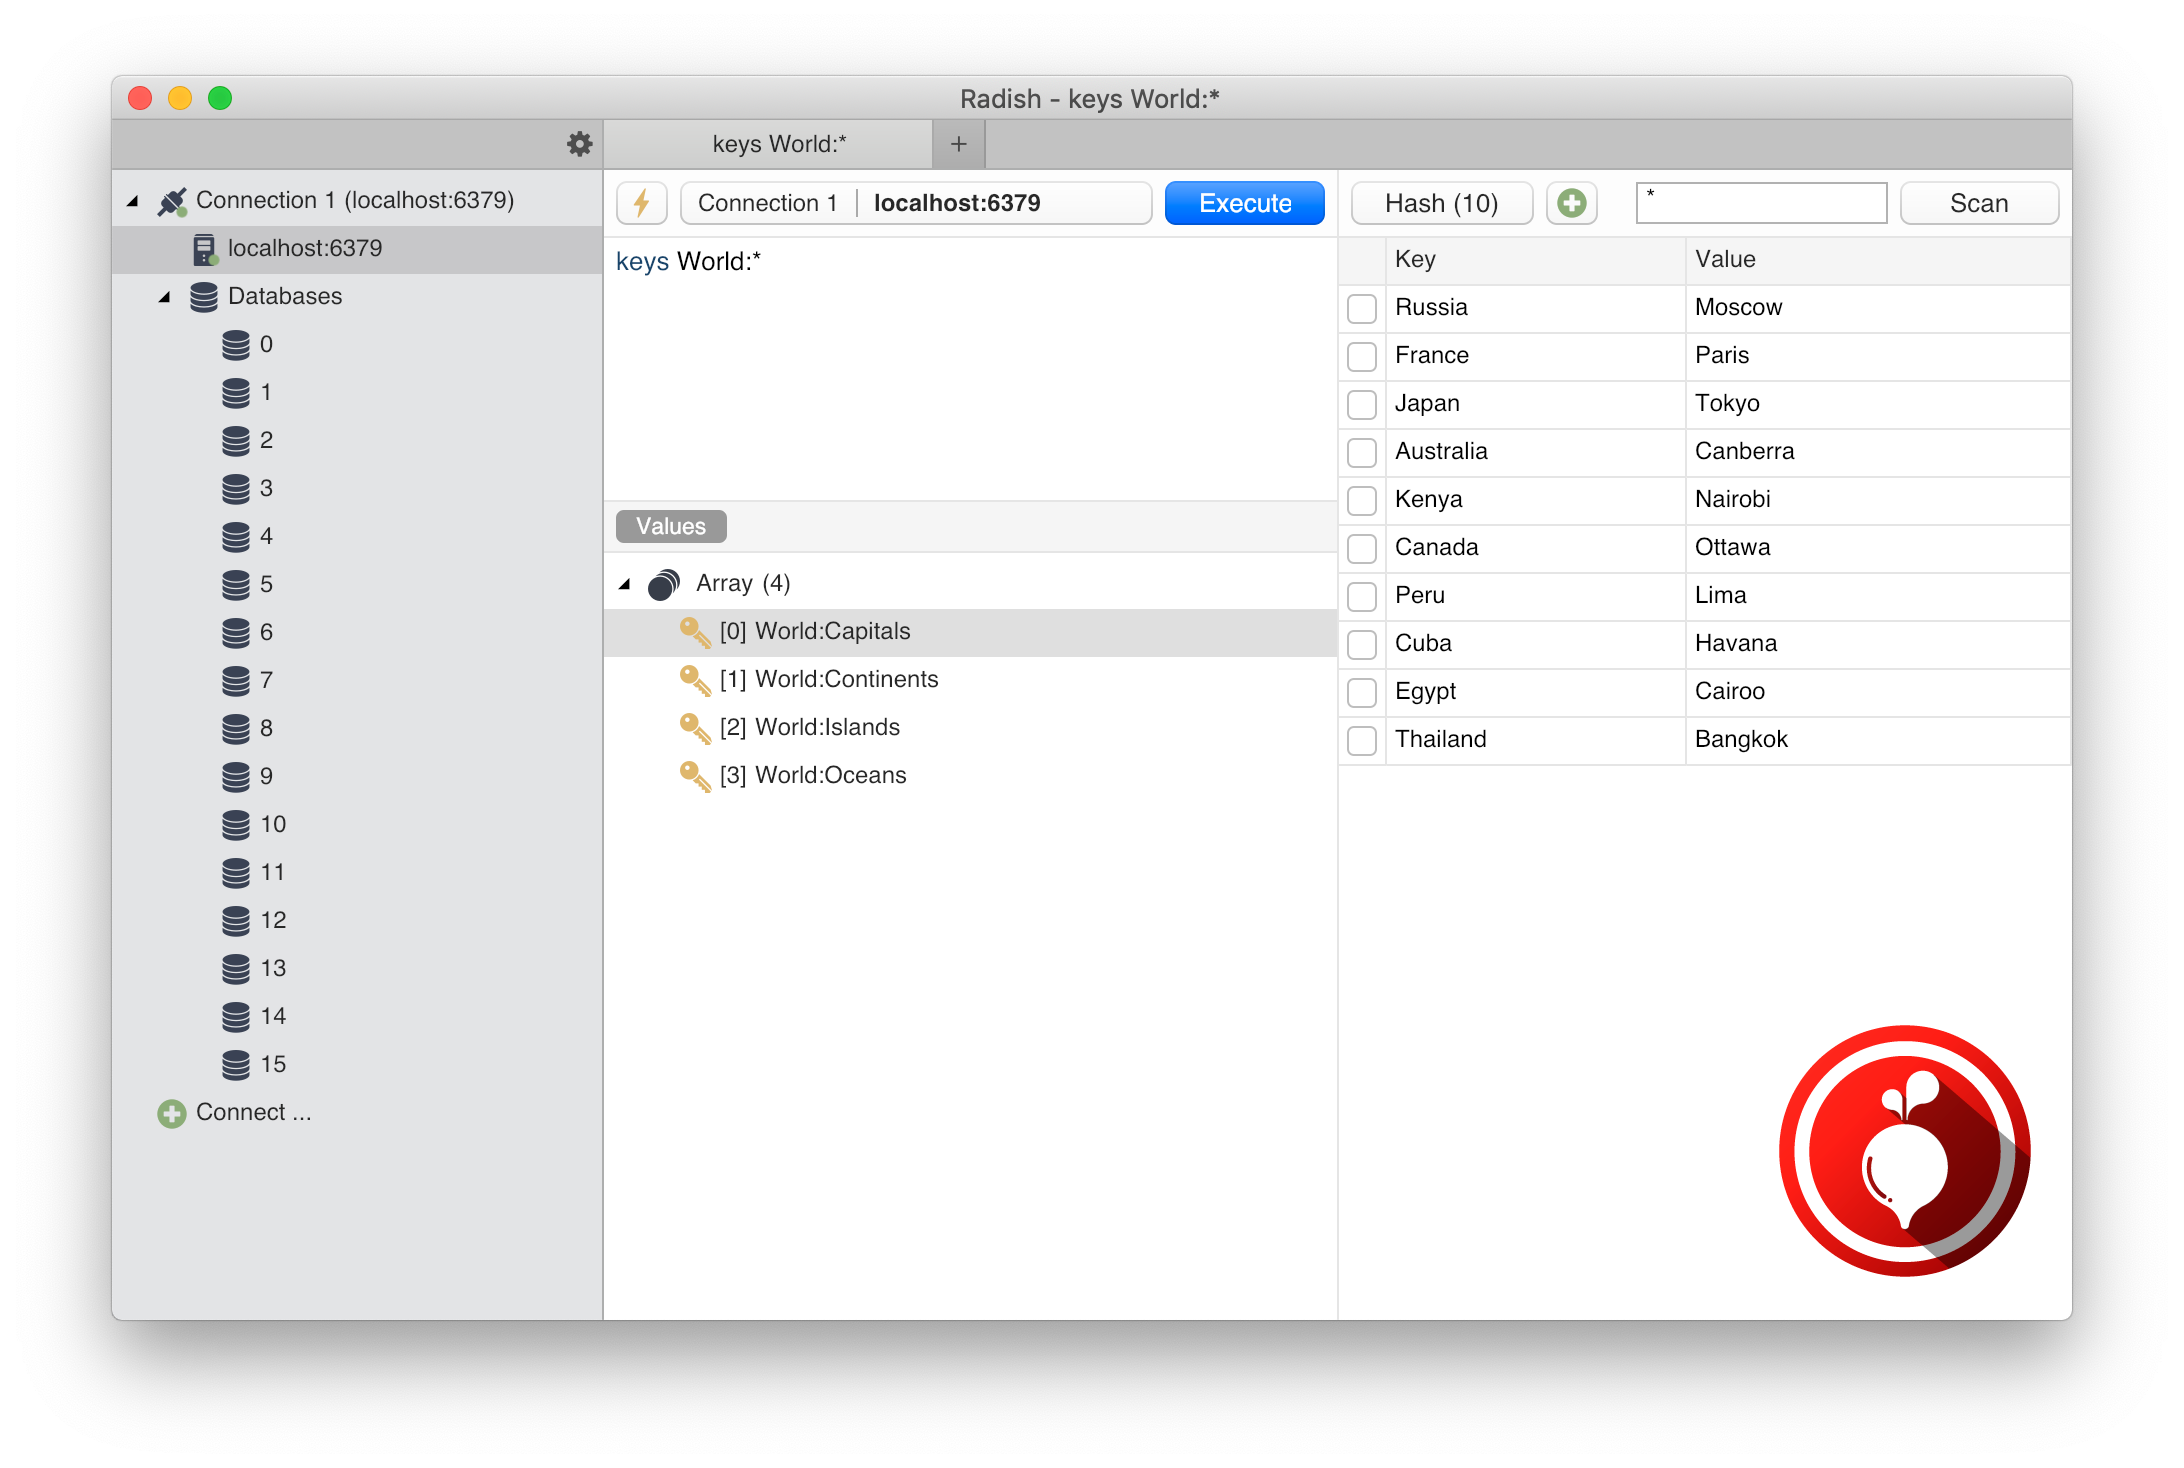 Radish - keys World:*
keys World:*
+
Connection 1 (localhost:6379)
localhost:6379
Databases
0
1
2
3
4
5
6
7
8
9
10
11
12
13
14
15
Connect ...
Connection 1 | localhost:6379
Execute
keys World:*
Values
Array (4)
[0] World:Capitals
[1] World:Continents
[2] World:Islands
[3] World:Oceans
Hash (10)
*
Scan
Key Value
Russia Moscow
France Paris
Japan Tokyo
Australia Canberra
Kenya Nairobi
Canada Ottawa
Peru Lima
Cuba Havana
Egypt Cairoo
Thailand Bangkok